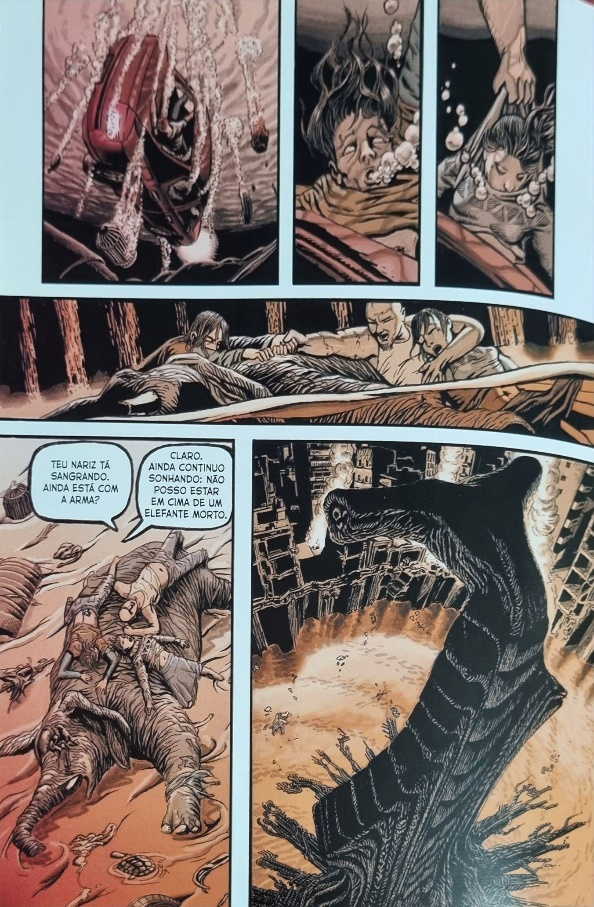 TEU NARIZ TÁ
SANGRANDO.
AINDA ESTÁ COM
A ARMA?
CLARO.
AINDA CONTINUO
SONHANDO: NÃO
POSSO ESTAR
EM CIMA DE UM
ELEFANTE MORTO.